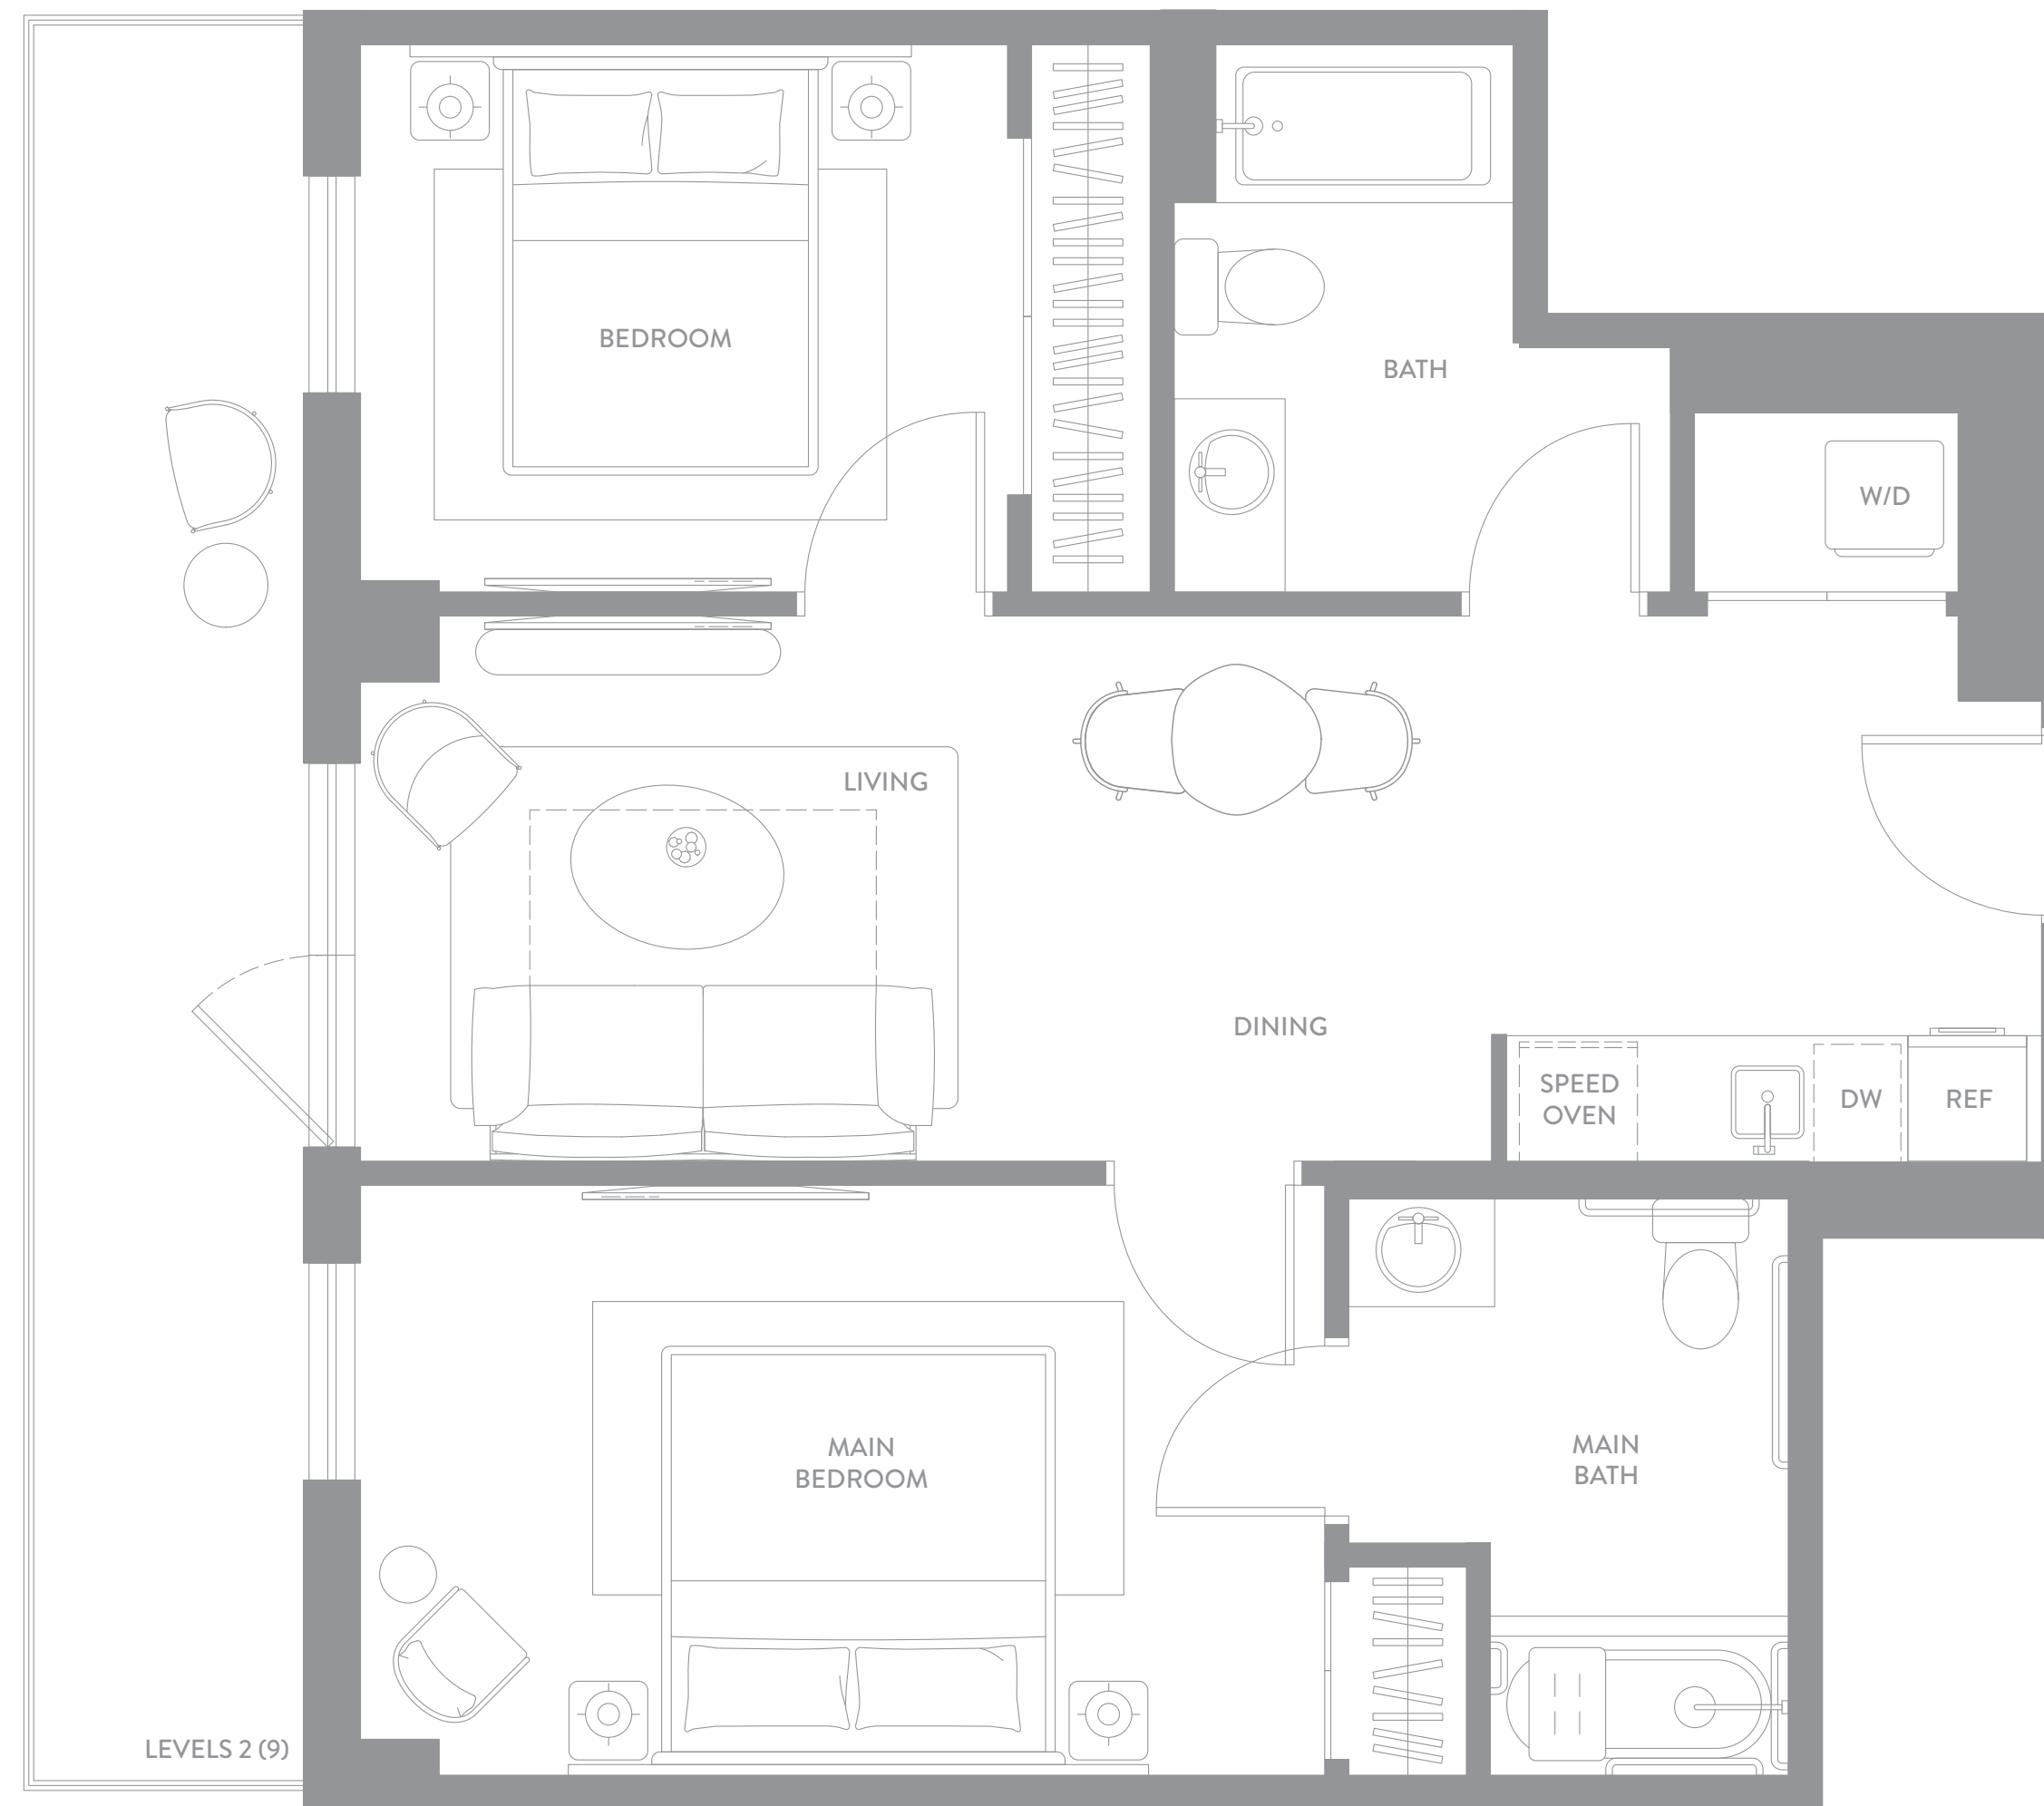 BEDROOM
BATH
W/D
LIVING
DINING
SPEED
OVEN
DW
REF
MAIN
BEDROOM
MAIN
BATH
LEVELS 2 (9)